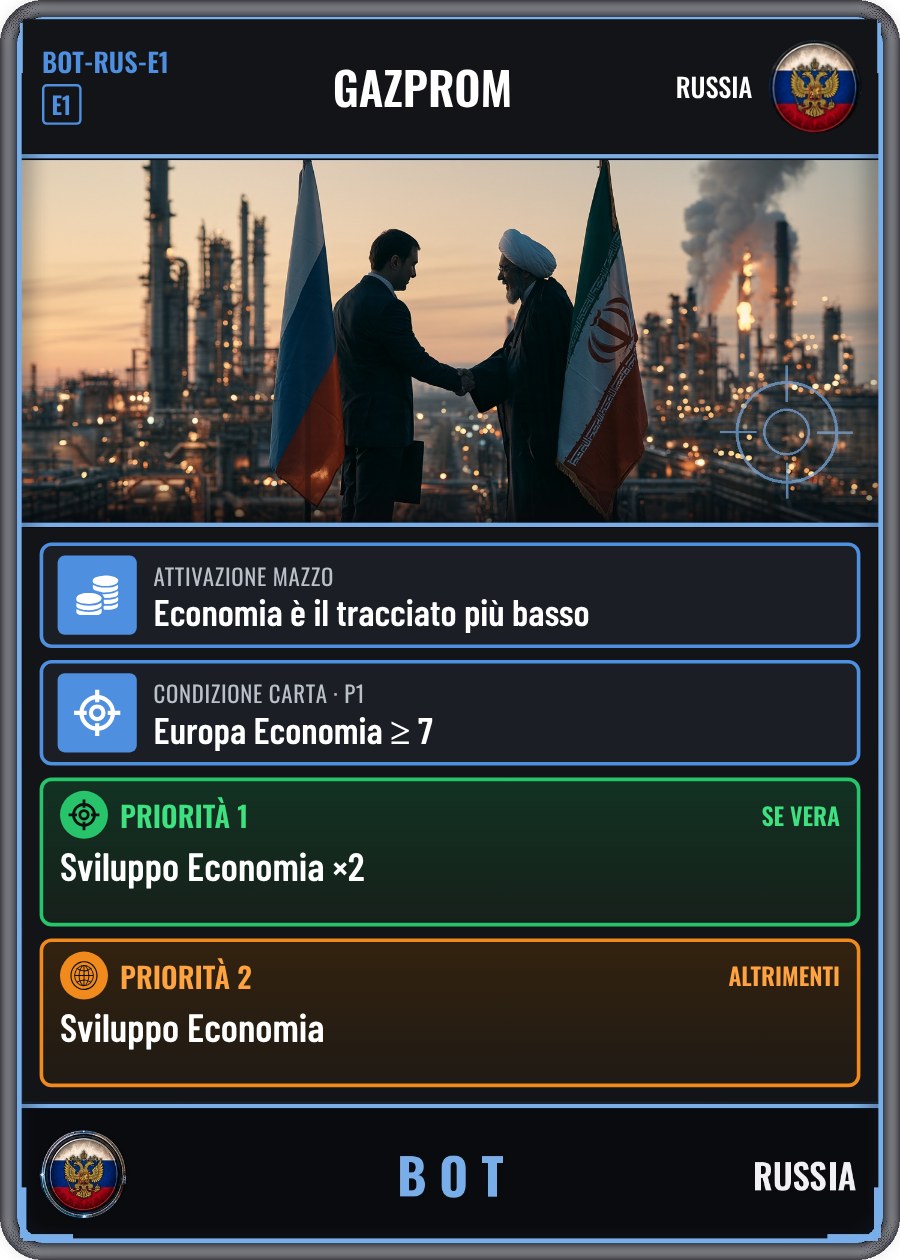 BOT-RUS-E1
E1
GAZPROM
RUSSIA
ATTIVAZIONE MAZZO
Economia è il tracciato più basso
CONDIZIONE CARTA · P1
Europa Economia ≥ 7
PRIORITÀ 1
SE VERA
Sviluppo Economia ×2
PRIORITÀ 2
ALTRIMENTI
Sviluppo Economia
BOT
RUSSIA